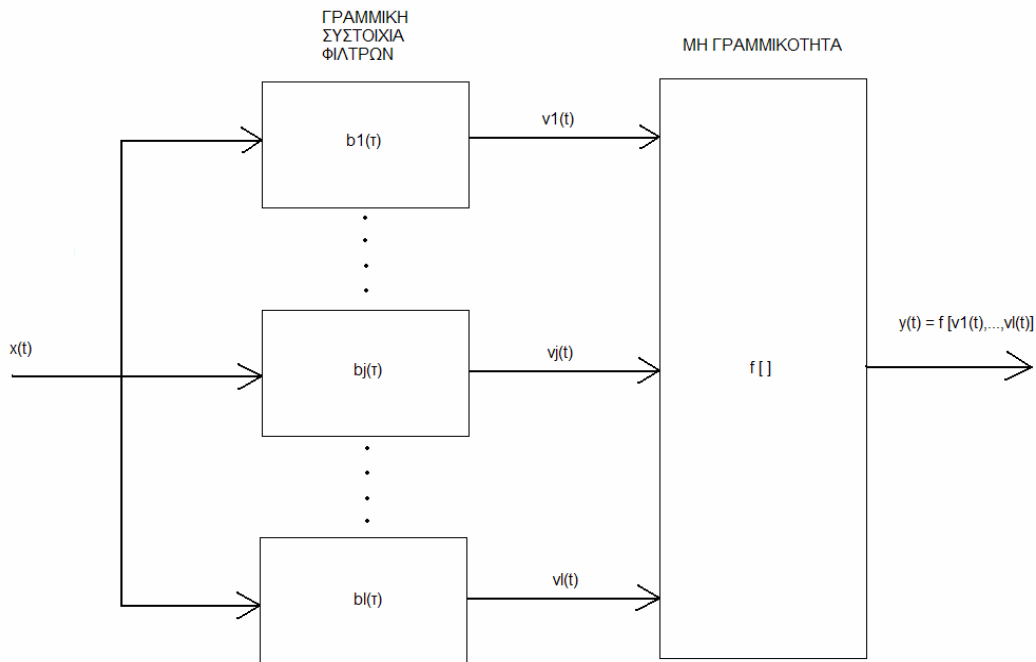 ΓΡΑΜΜΙΚΗ
ΣΥΣΤΟΙΧΙΑ
ΦΙΛΤΡΩΝ
ΜΗ ΓΡΑΜΜΙΚΟΤΗΤΑ
b1(τ)
v1(t)
x(t)
bj(τ)
vj(t)
f [ ]
y(t) = f [v1(t),...,vl(t)]
bl(τ)
vl(t)